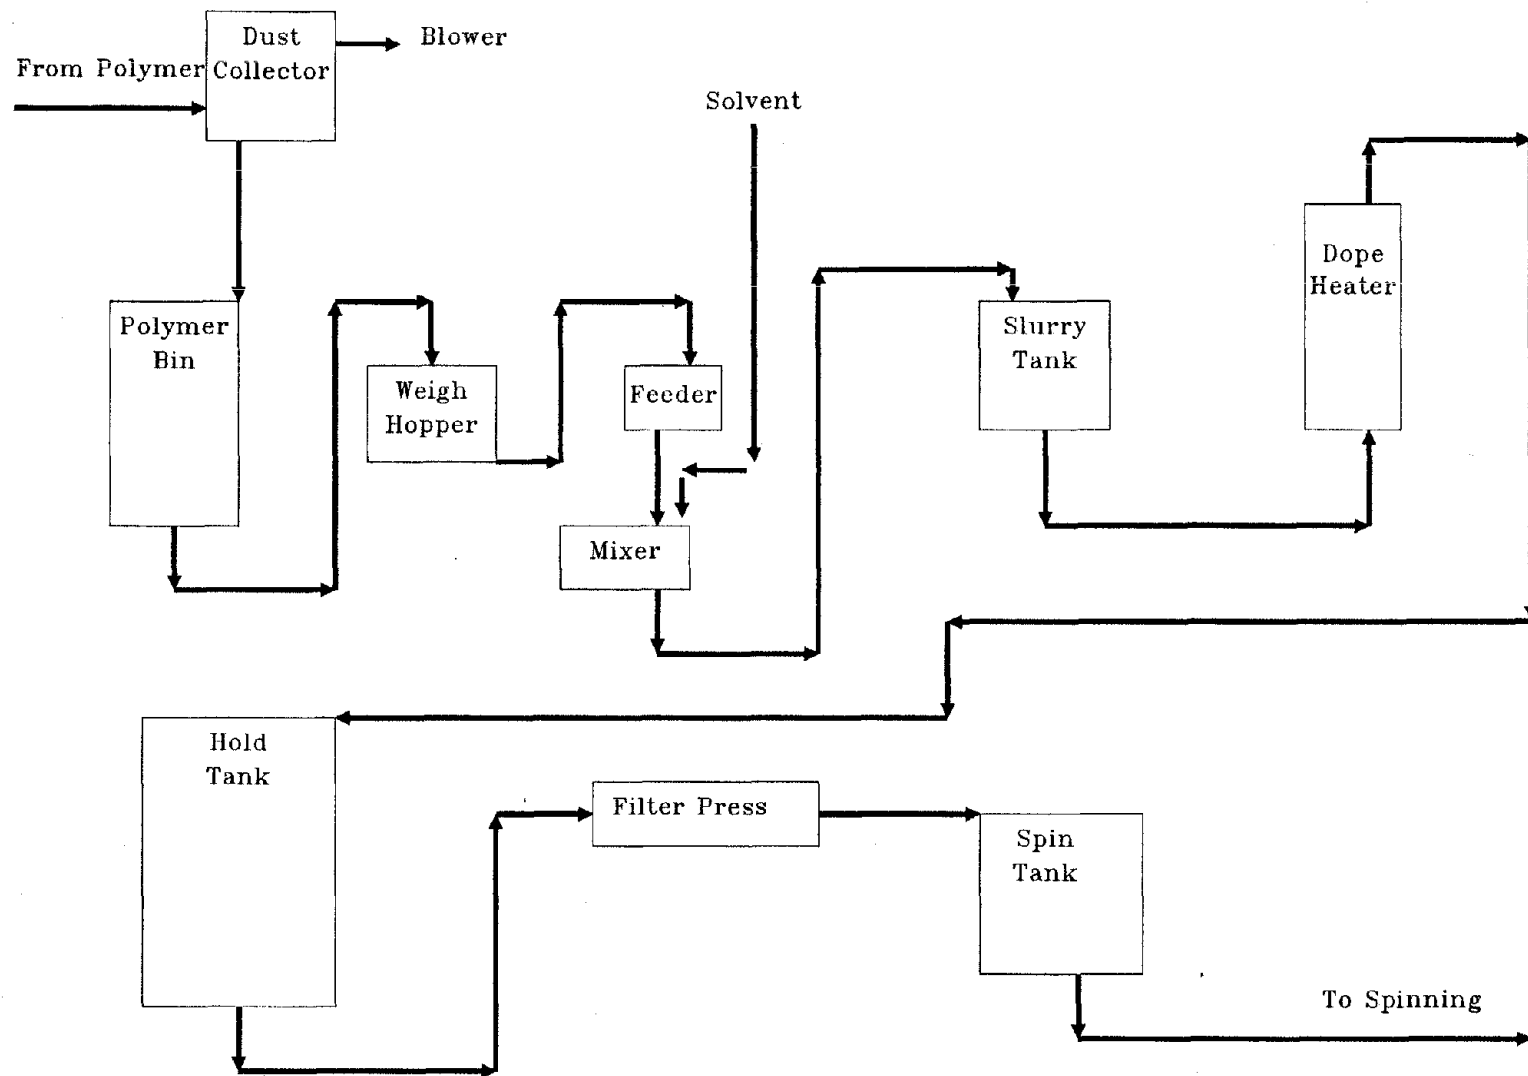 Dust
Collector
Blower
From Polymer
Solvent
Dope
Heater
Polymer
Bin
Weigh
Hopper
Feeder
Slurry
Tank
Mixer
Hold
Tank
Filter Press
Spin
Tank
To Spinning